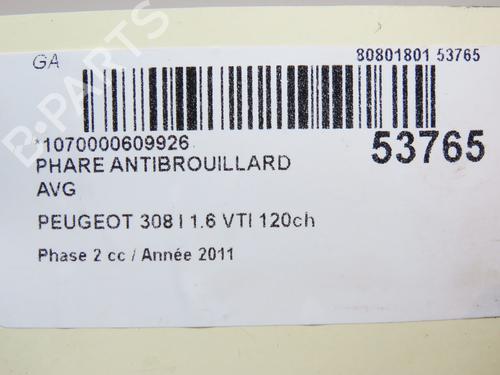 GA
80801801 53765
*1070000609926
53765
PHARE ANTIBROUILLARD
AVG
PEUGEOT 308 I 1.6 VTI 120ch
Phase 2 cc / Année 2011
B-PARTS